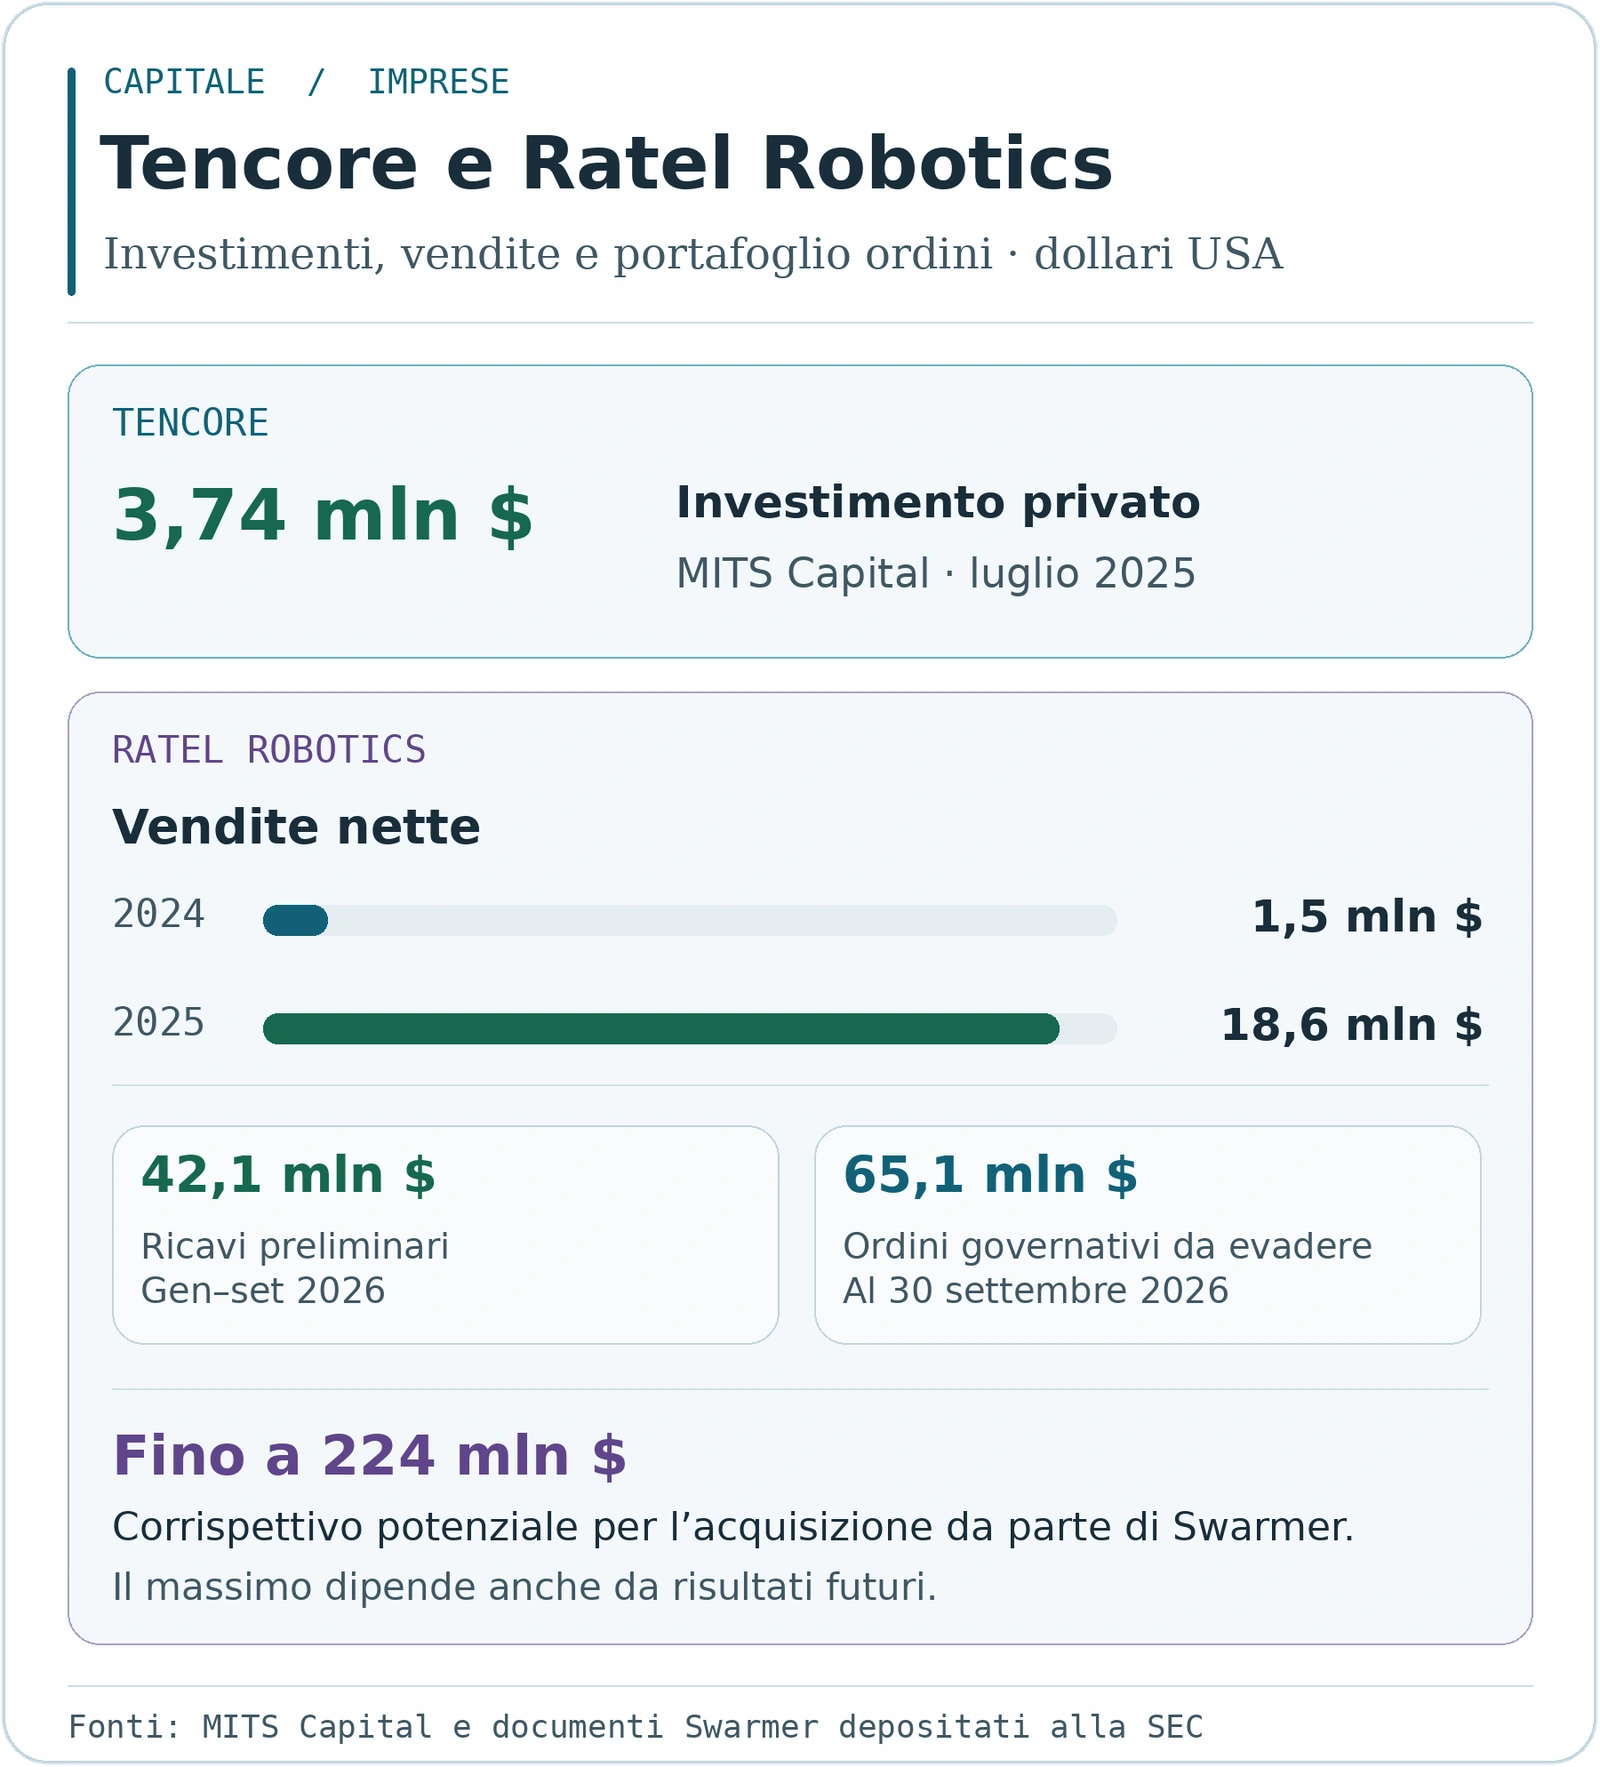 CAPITALE / IMPRESE
Tencore e Ratel Robotics
Investimenti, vendite e portafoglio ordini · dollari USA
TENCORE
3,74 mln $
Investimento privato
MITS Capital · luglio 2025
RATEL ROBOTICS
Vendite nette
2024 1,5 mln $
2025 18,6 mln $
42,1 mln $
Ricavi preliminari
Gen–set 2026
65,1 mln $
Ordini governativi da evadere
Al 30 settembre 2026
Fino a 224 mln $
Corrispettivo potenziale per l’acquisizione da parte di Swarmer.
Il massimo dipende anche da risultati futuri.
Fonti: MITS Capital e documenti Swarmer depositati alla SEC